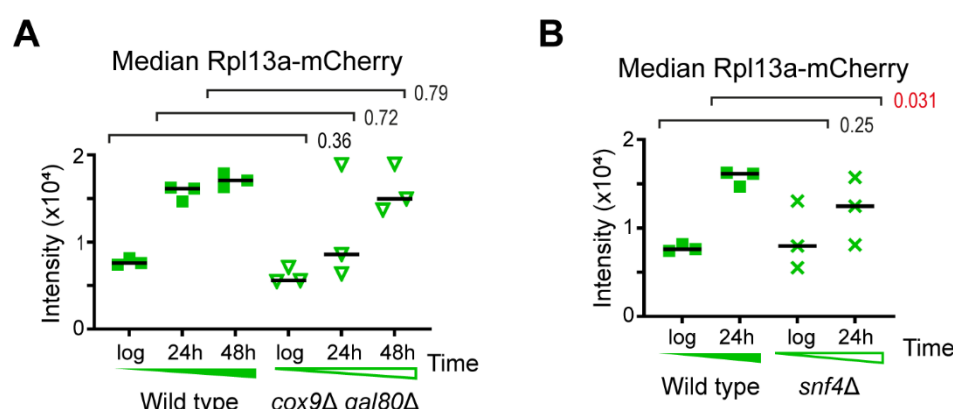 A
Median Rpl13a-mCherry
0.79
0.72
0.36
Intensity (x10⁴)
2
1
0
log 24h 48h log 24h 48h Time
Wild type cox9Δ gal80Δ
B
Median Rpl13a-mCherry
0.031
0.25
Intensity (x10⁴)
2
1
0
log 24h log 24h Time
Wild type snf4Δ